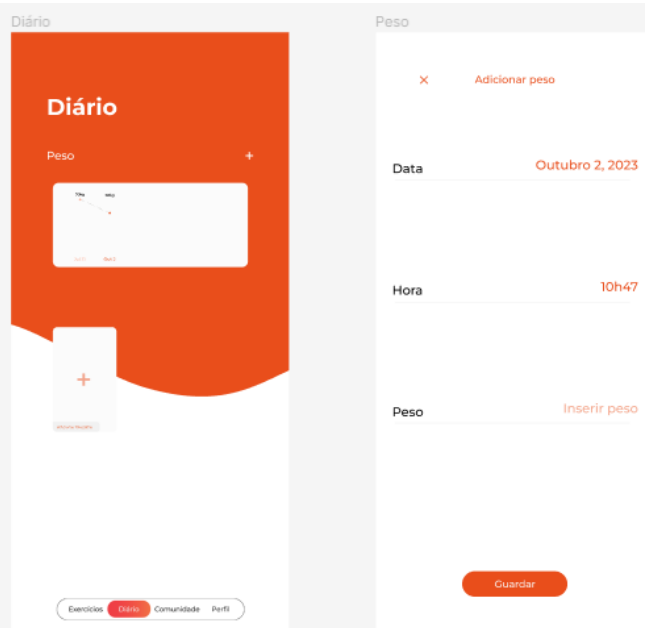 Diário
Diário
Peso
+
Exercícios Diário Comunidade Perfil
Peso
× Adicionar peso
Data Outubro 2, 2023
Hora 10h47
Peso Inserir peso
Guardar